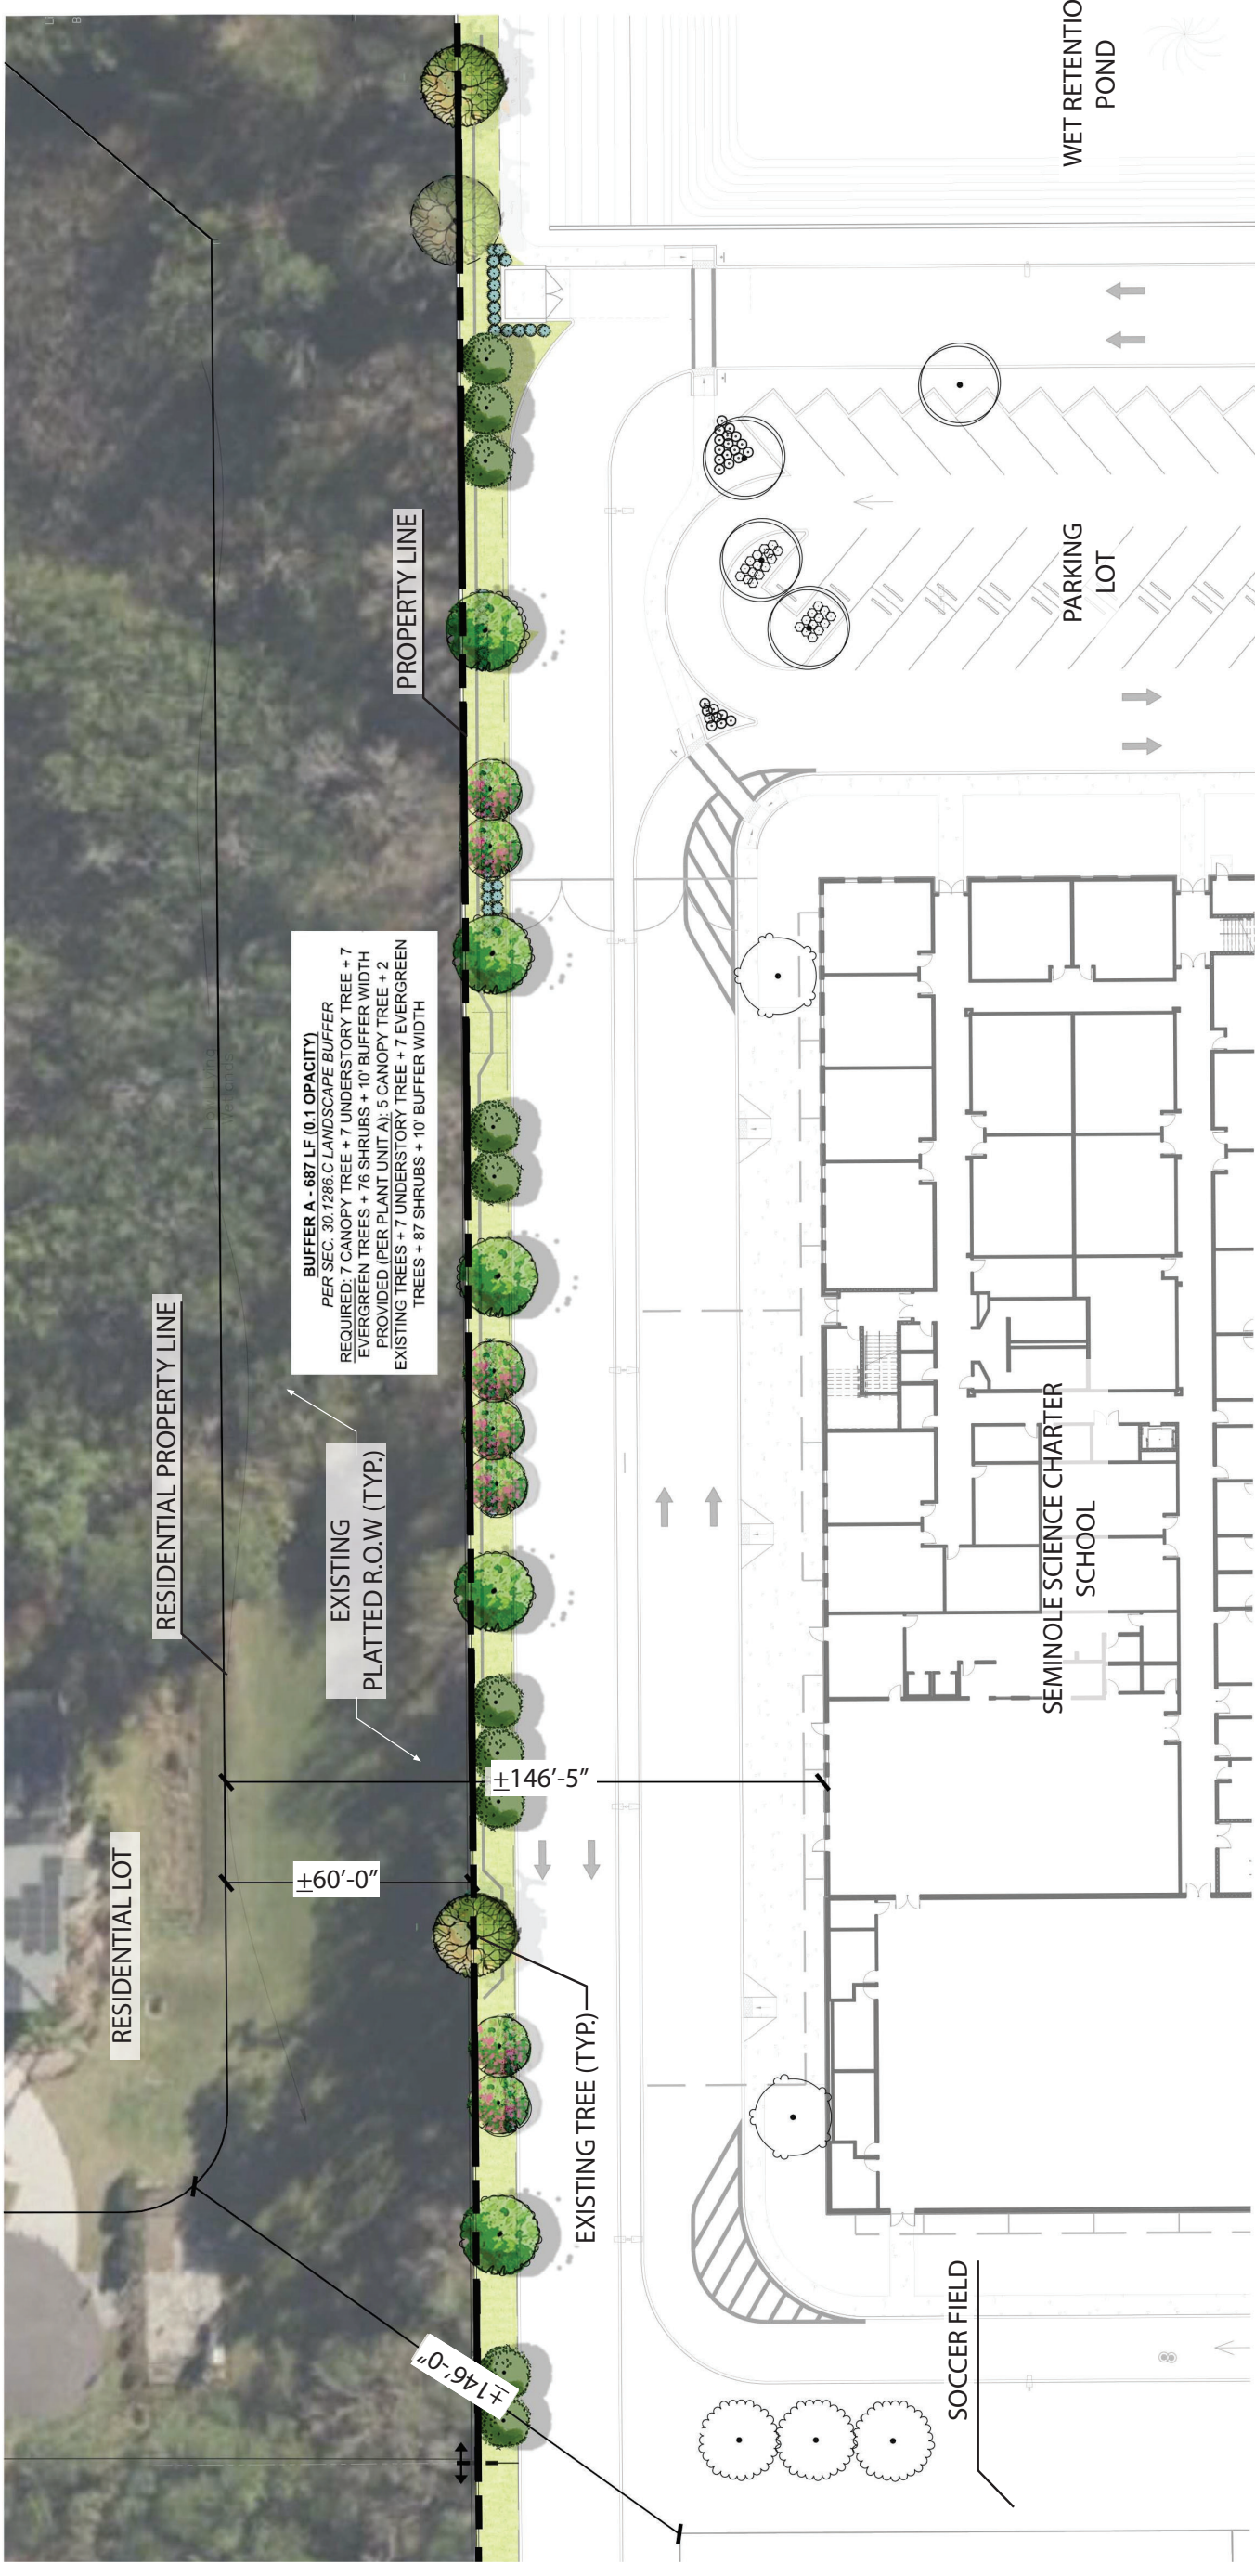 WET RETENTIO
POND
PROPERTY LINE
PARKING
LOT
BUFFER A - 687 LF (0.1 OPACITY)
PER SEC. 30.1286.C LANDSCAPE BUFFER
REQUIRED: 7 CANOPY TREE + 7 UNDERSTORY TREE + 7
EVERGREEN TREES + 76 SHRUBS + 10' BUFFER WIDTH
PROVIDED (PER PLANT UNIT A): 5 CANOPY TREE + 2
EXISTING TREES + 7 UNDERSTORY TREE + 7 EVERGREEN
TREES + 87 SHRUBS + 10' BUFFER WIDTH
RESIDENTIAL PROPERTY LINE
EXISTING
PLATTED R.O.W (TYP.)
SEMINOLE SCIENCE CHARTER
SCHOOL
±146'-5"
±60'-0"
RESIDENTIAL LOT
EXISTING TREE (TYP.)
±146'-0"
SOCCER FIELD